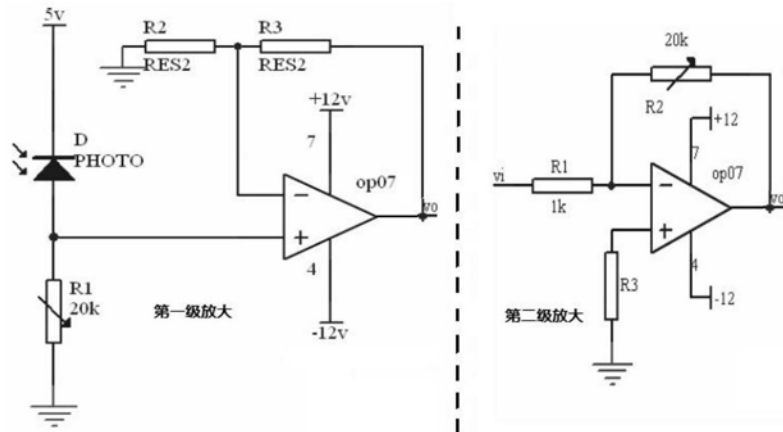 5v
R2
R3
RES2
RES2
+12v
7
D
PHOTO
op07
vo
4
R1
20k
第一级放大
-12v
20k
R2
+12
7
vi
R1
op07
1k
vo
R3
4
第二级放大
-12